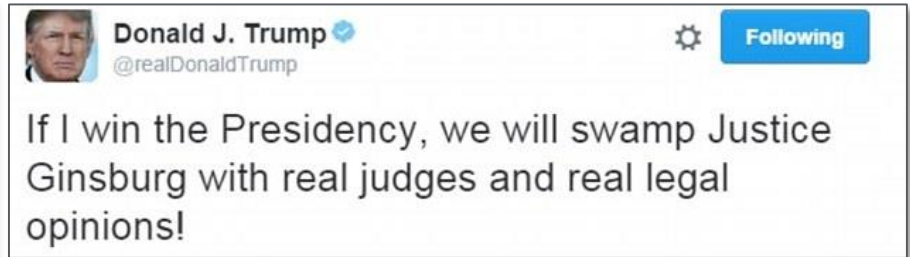 Donald J. Trump
@realDonaldTrump
Following
If I win the Presidency, we will swamp Justice
Ginsburg with real judges and real legal
opinions!